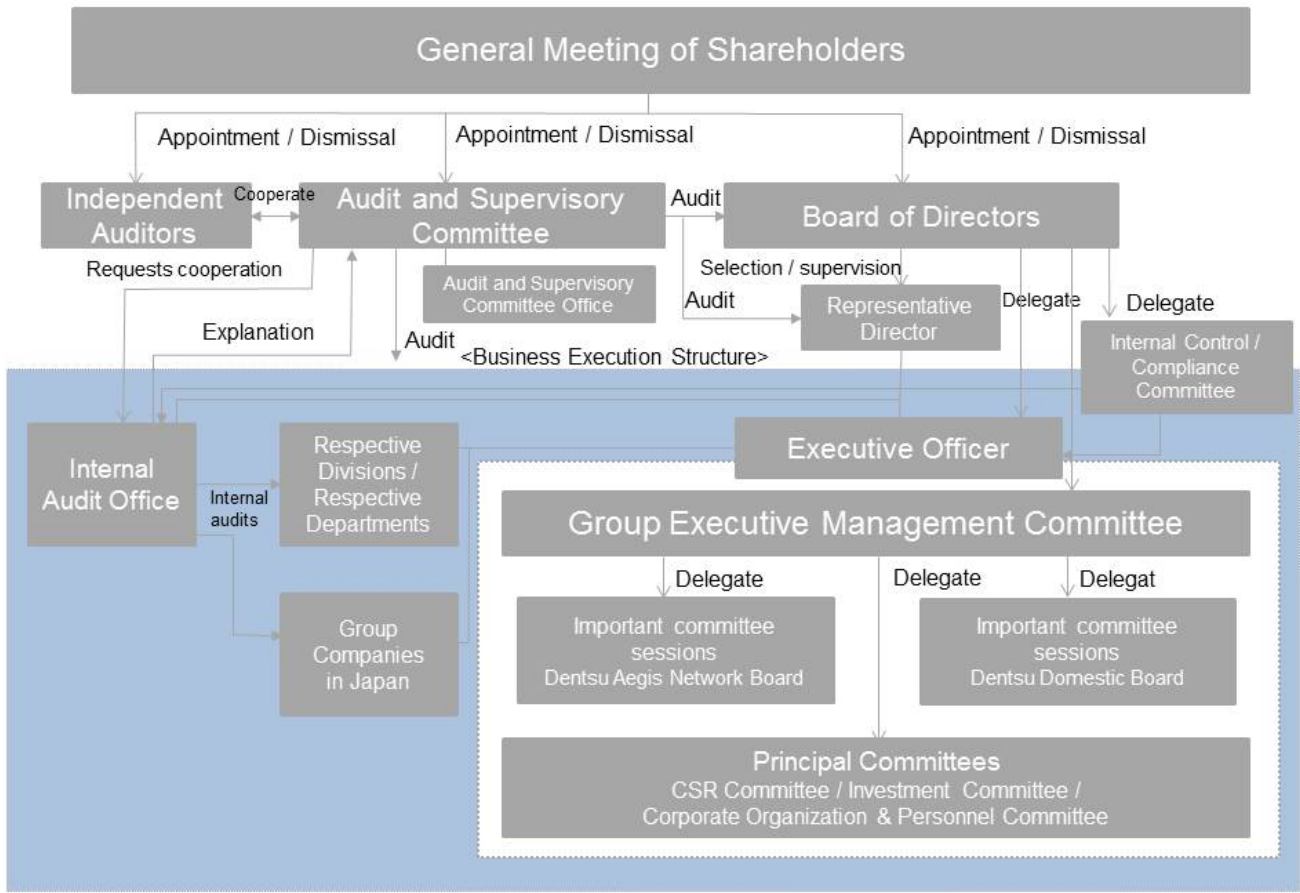 General Meeting of Shareholders
Appointment / Dismissal
Appointment / Dismissal
Appointment / Dismissal
Independent
Auditors
Cooperate
Audit and Supervisory
Committee
Audit
Board of Directors
Requests cooperation
Audit and Supervisory
Committee Office
Selection / supervision
Audit
Representative
Director
Delegate
Delegate
Explanation
Audit
<Business Execution Structure>
Internal Control /
Compliance
Committee
Internal
Audit Office
Internal
audits
Respective
Divisions /
Respective
Departments
Executive Officer
Group Executive Management Committee
Delegate
Delegate
Delegat
Group
Companies
in Japan
Important committee
sessions
Dentsu Aegis Network Board
Important committee
sessions
Dentsu Domestic Board
Principal Committees
CSR Committee / Investment Committee /
Corporate Organization & Personnel Committee